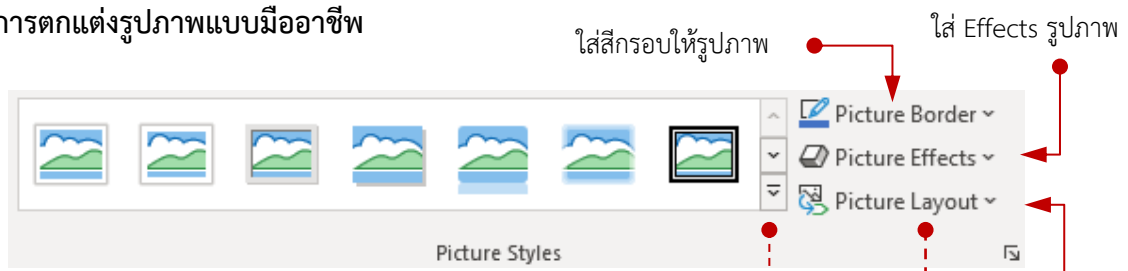 การตกแต่งรูปภาพแบบมืออาชีพ
ใส่สีกรอบให้รูปภาพ
ใส่ Effects รูปภาพ
Picture Border
Picture Effects
Picture Layout
Picture Styles